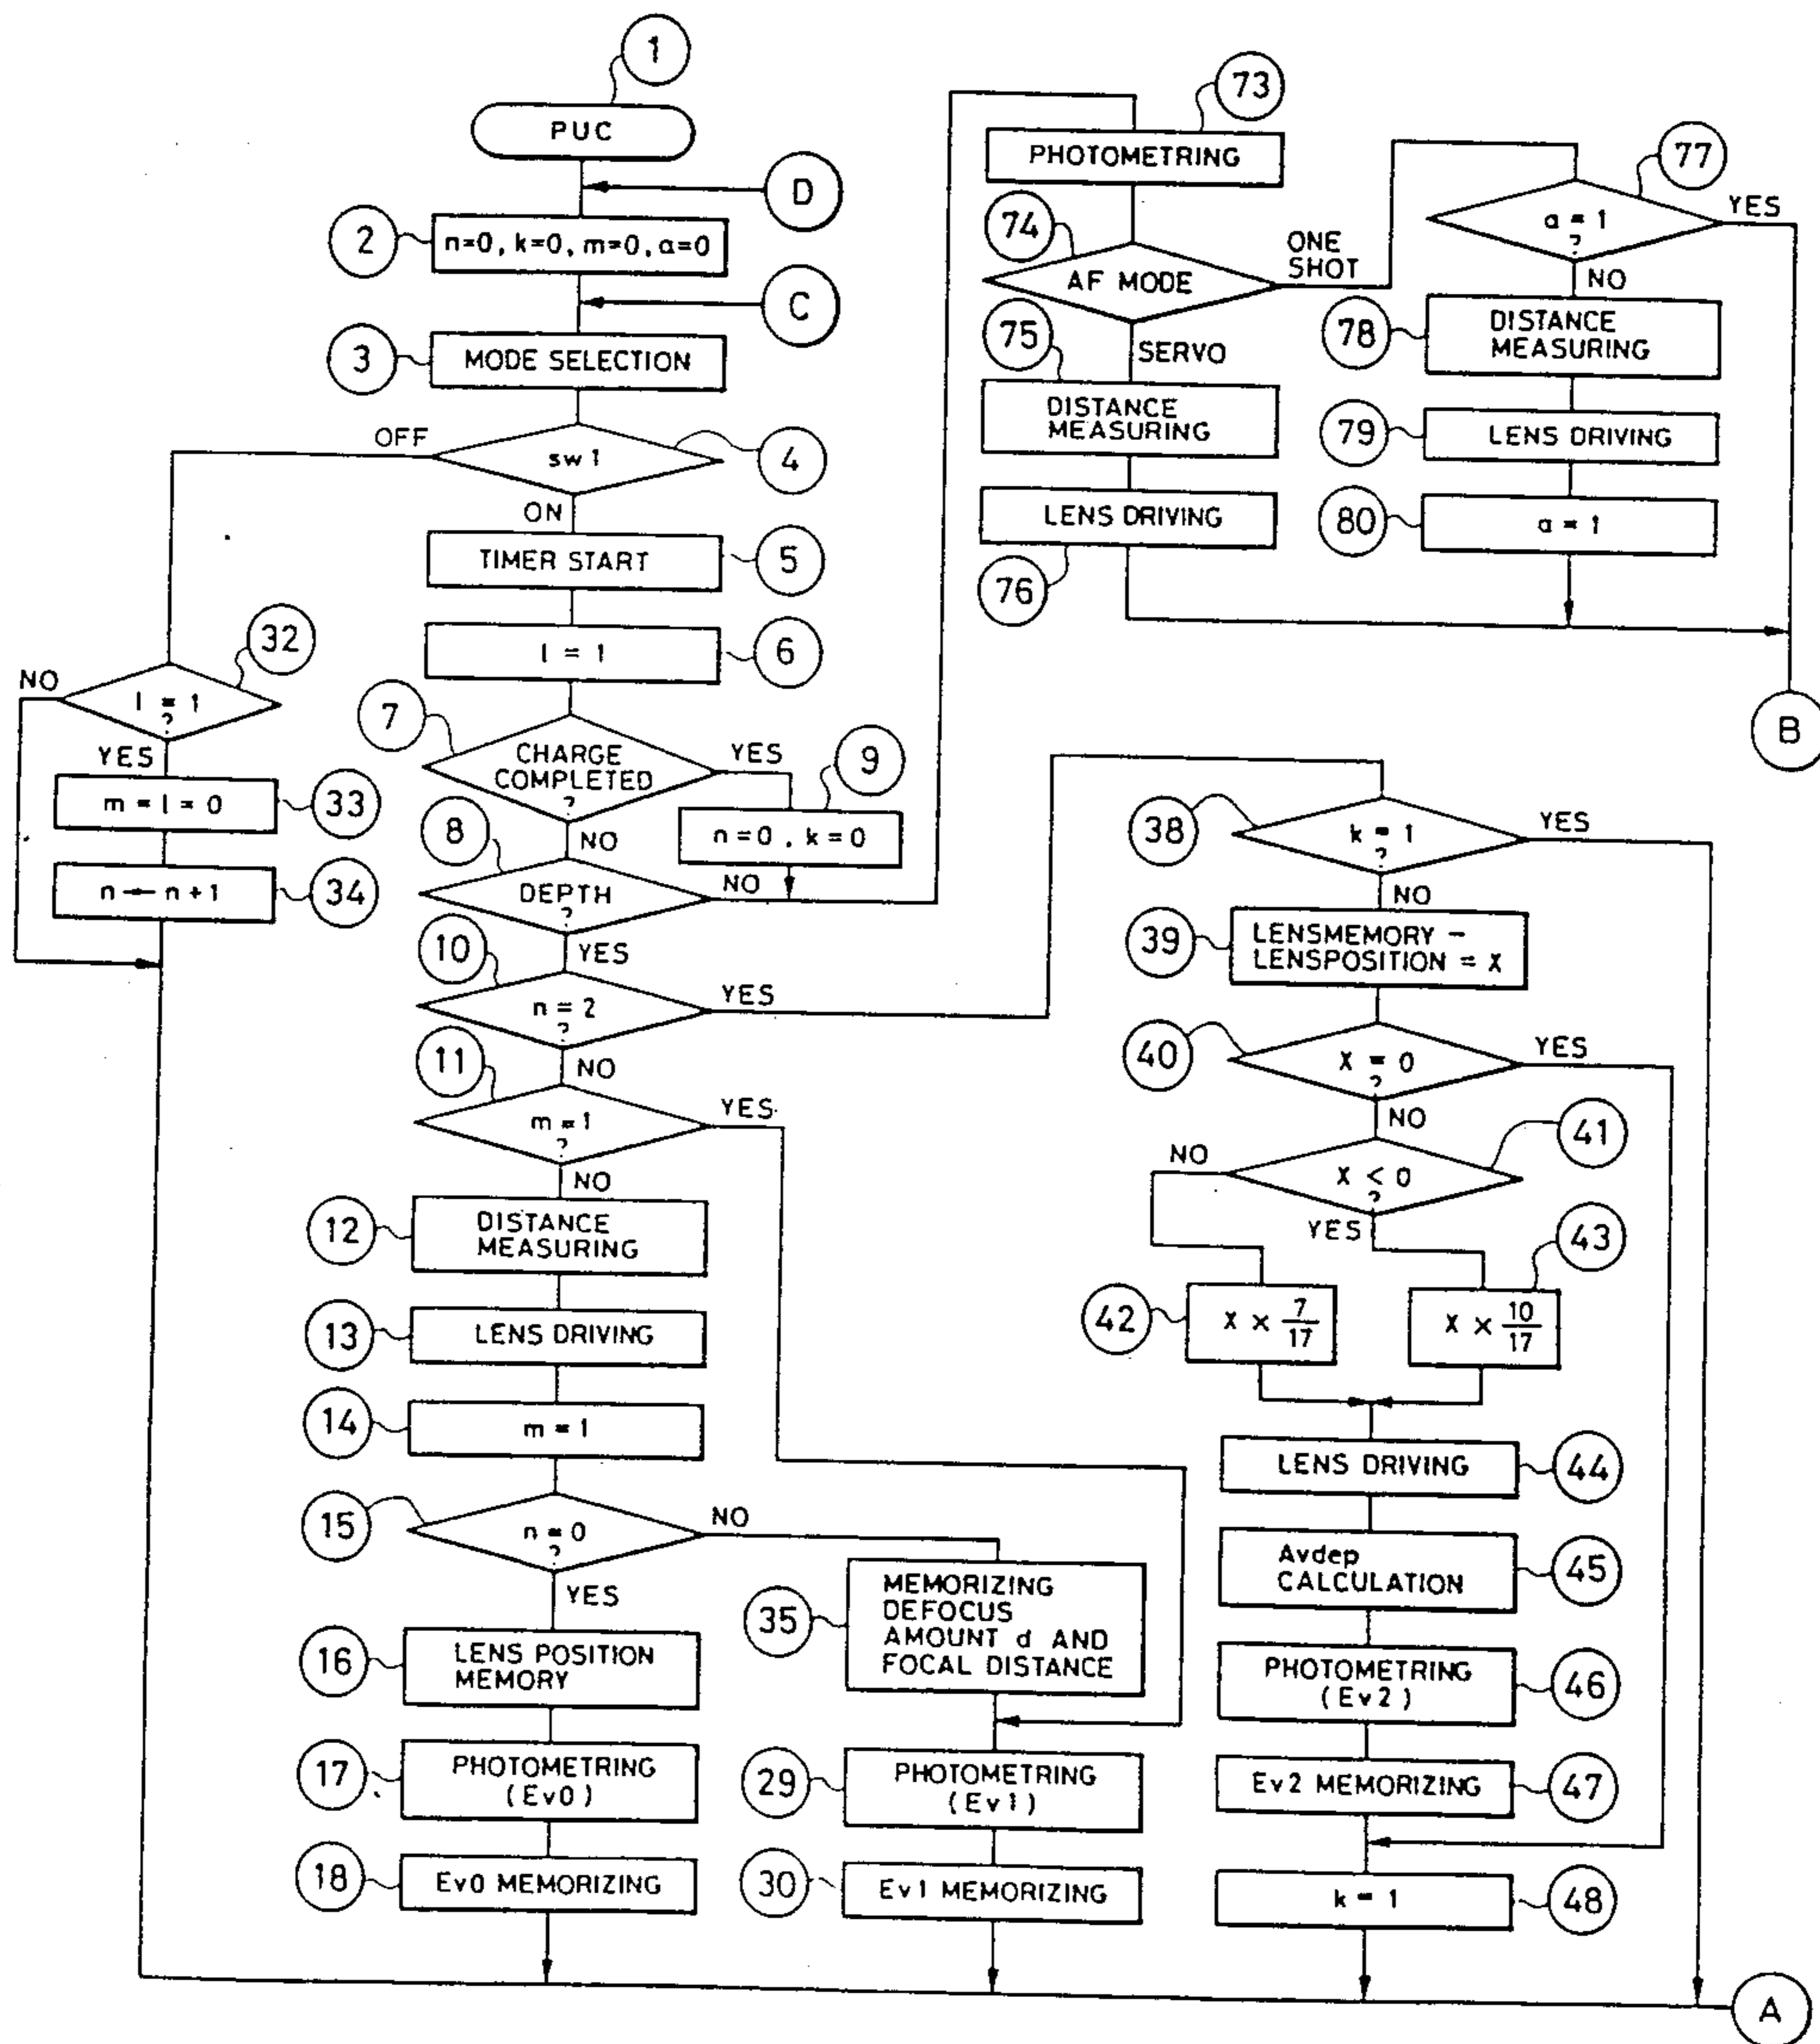 1
PUC
D
2
n=0, k=0, m=0, a=0
C
3
MODE SELECTION
OFF
sw1
4
ON
TIMER START
5
l = 1
6
32
NO
l = 1
?
YES
m = l = 0
33
n ← n+1
34
7
CHARGE
COMPLETED
?
YES
9
NO
n=0, k=0
8
DEPTH
?
NO
YES
10
n = 2
?
YES
NO
11
m = 1
?
YES
NO
12
DISTANCE
MEASURING
13
LENS DRIVING
14
m = 1
15
n = 0
?
NO
YES
16
LENS POSITION
MEMORY
17
PHOTOMETRING
(Ev0)
18
Ev0 MEMORIZING
35
MEMORIZING
DEFOCUS
AMOUNT d AND
FOCAL DISTANCE
29
PHOTOMETRING
(Ev1)
30
Ev1 MEMORIZING
73
PHOTOMETRING
74
AF MODE
ONE
SHOT
SERVO
75
DISTANCE
MEASURING
LENS DRIVING
76
77
a = 1
?
YES
NO
78
DISTANCE
MEASURING
79
LENS DRIVING
80
a = 1
B
38
k = 1
?
YES
NO
39
LENSMEMORY -
LENSPOSITION = X
40
X = 0
?
YES
NO
41
NO
X < 0
?
YES
42
X × 7/17
43
X × 10/17
LENS DRIVING
44
Avdep
CALCULATION
45
PHOTOMETRING
(Ev2)
46
Ev2 MEMORIZING
47
k = 1
48
A